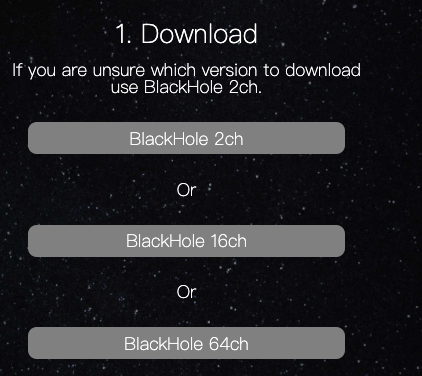 1. Download
If you are unsure which version to download
use BlackHole 2ch.
BlackHole 2ch
Or
BlackHole 16ch
Or
BlackHole 64ch